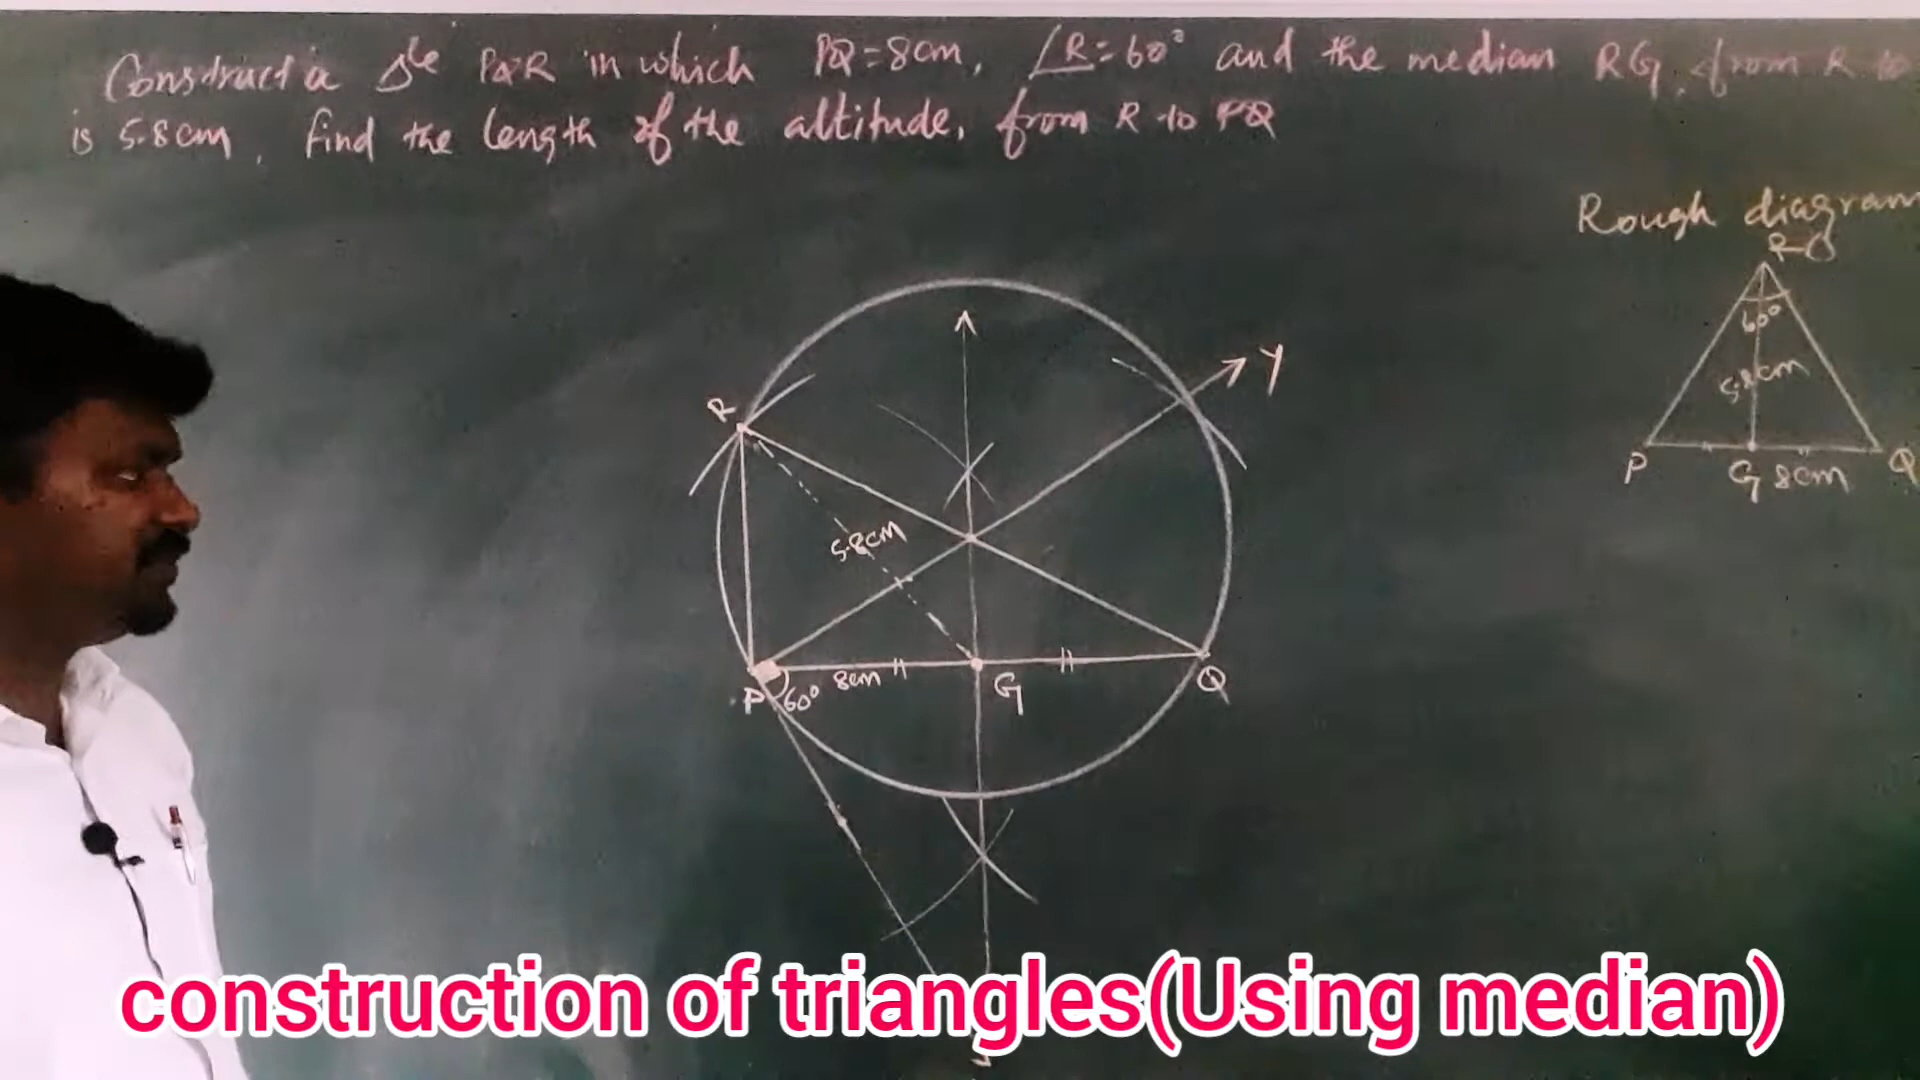 Construct a Δle PQR in which PQ=8cm, ∠R=60° and the median RG, from R to
is 5.8cm, find the length of the altitude, from R to PQ
Rough diagram
R
60°
5.8cm
P
G 8cm
Q
Y
R
5.8cm
P
60°
8cm
G
Q
construction of triangles(Using median)